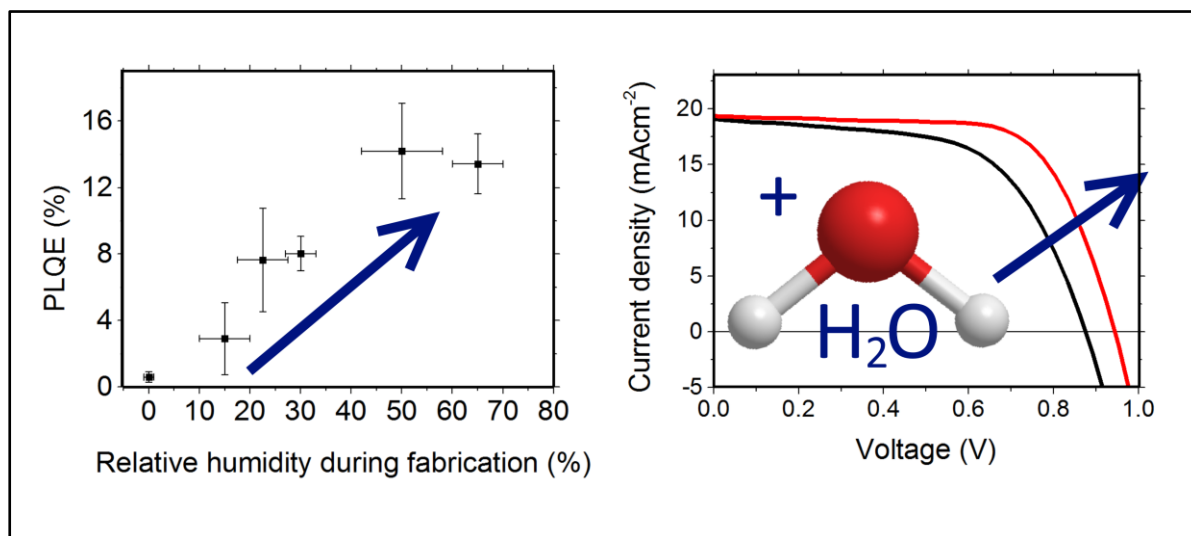 PLQE (%)
16
12
8
4
0
0 10 20 30 40 50 60 70 80
Relative humidity during fabrication (%)
Current density (mAcm⁻²)
20
15
10
5
0
-5
0.0 0.2 0.4 0.6 0.8 1.0
Voltage (V)
+
H₂O